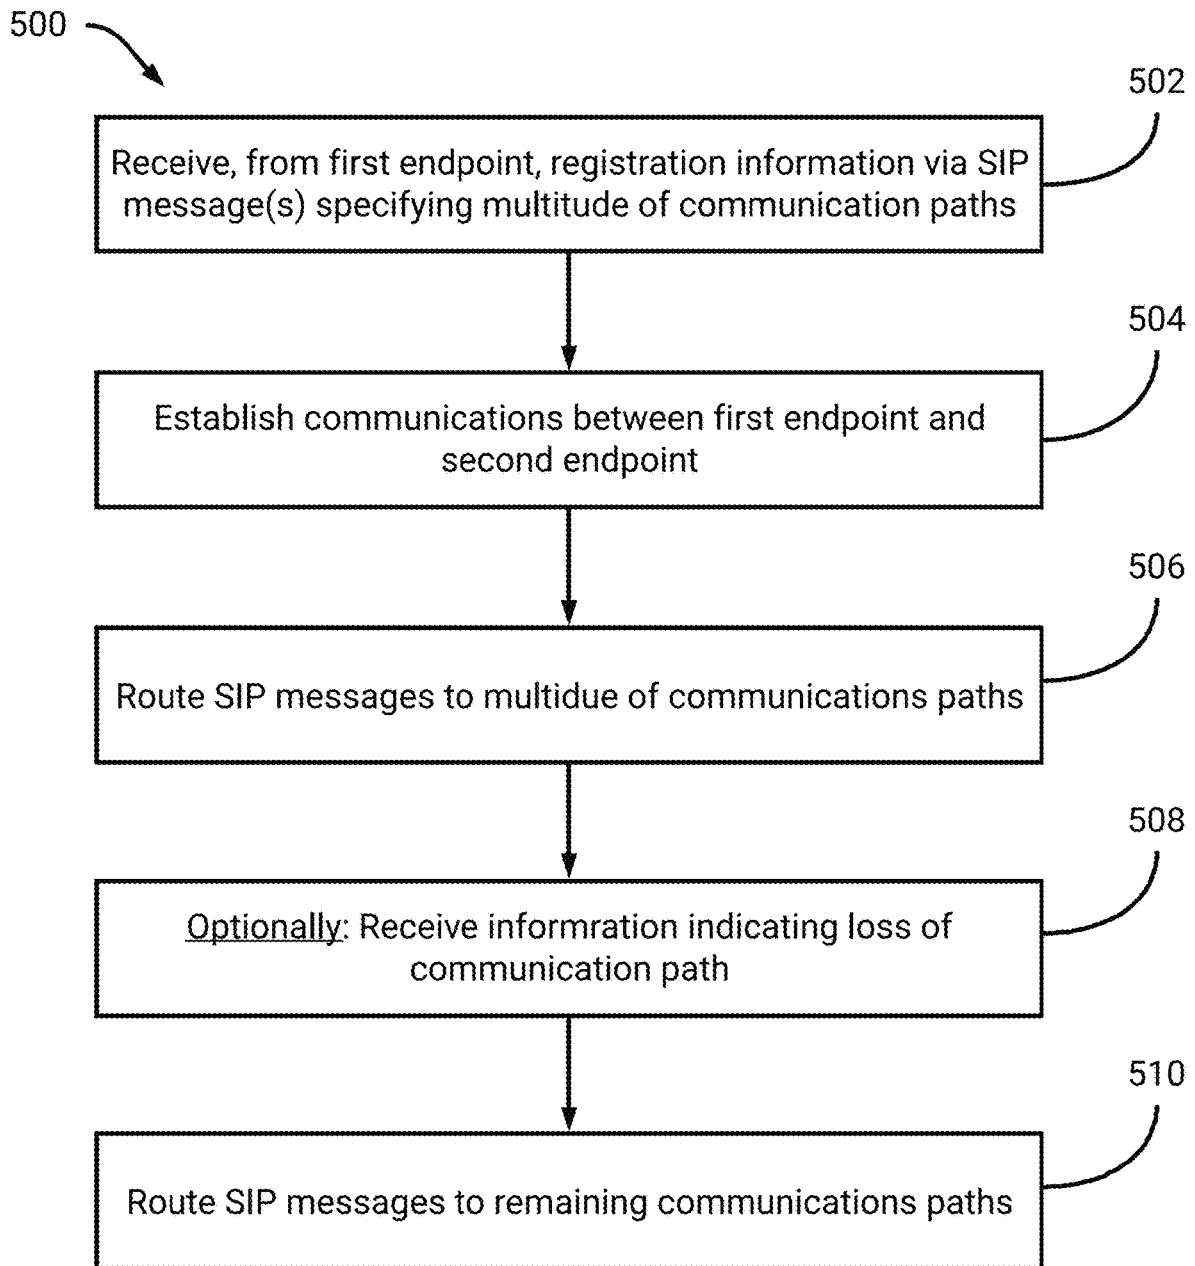 500
502
Receive, from first endpoint, registration information via SIP
message(s) specifying multitude of communication paths
504
Establish communications between first endpoint and
second endpoint
506
Route SIP messages to multidue of communications paths
508
Optionally: Receive informration indicating loss of
communication path
510
Route SIP messages to remaining communications paths